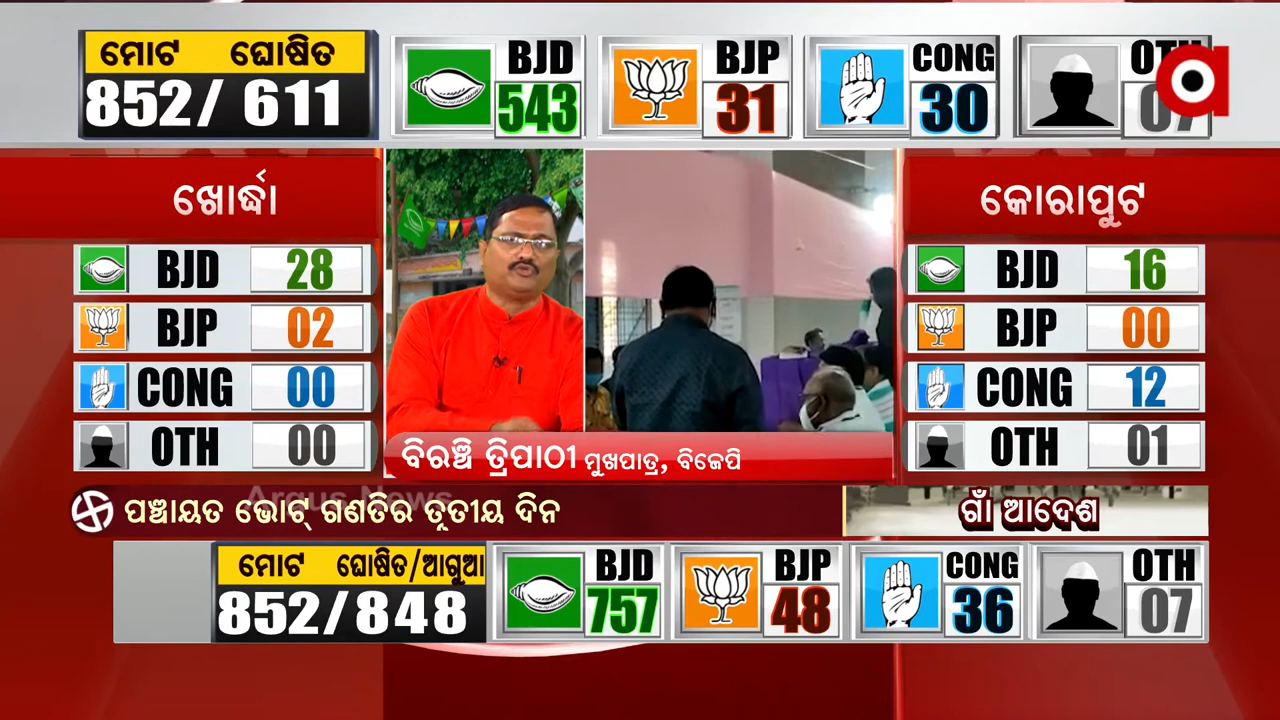 ମୋଟ ଘୋଷିତ
852/ 611
BJD
543
BJP
31
CONG
30
OTH
07
ଖୋର୍ଦ୍ଧା
BJD 28
BJP 02
CONG 00
OTH 00
କୋରାପୁଟ
BJD 16
BJP 00
CONG 12
OTH 01
ବିରଞ୍ଚି ତ୍ରିପାଠୀ ମୁଖପାତ୍ର, ବିଜେପି
Argus News
ପଞ୍ଚାୟତ ଭୋଟ୍ ଗଣତିର ତୃତୀୟ ଦିନ
ଗାଁ ଆଦେଶ
ମୋଟ ଘୋଷିତ/ଆଗୁଆ
852/848
BJD
757
BJP
48
CONG
36
OTH
07